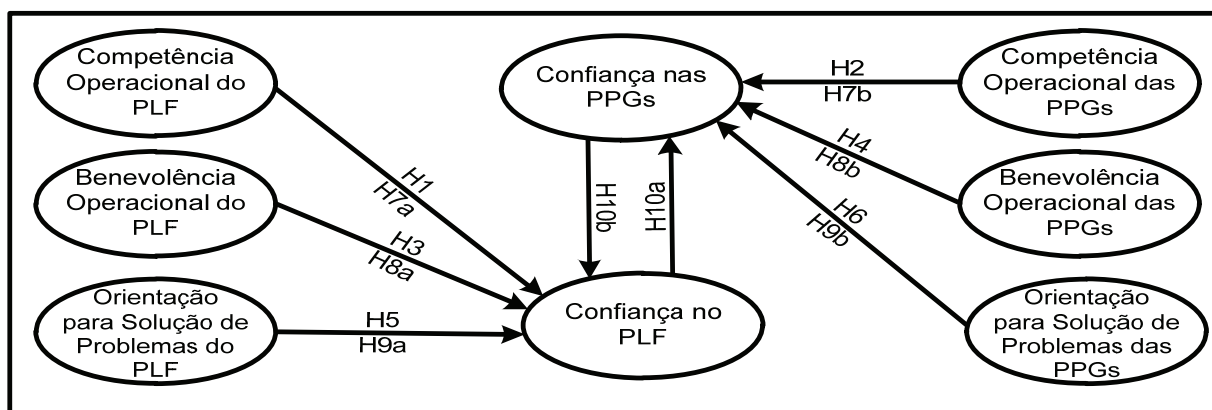 Competência
Operacional do
PLF
H1
H7a
Benevolência
Operacional do
PLF
H3
H8a
Orientação
para Solução de
Problemas do
PLF
H5
H9a
Confiança nas
PPGs
H10b
H10a
Confiança no
PLF
H2
H7b
Competência
Operacional das
PPGs
H4
H8b
Benevolência
Operacional das
PPGs
H6
H9b
Orientação
para Solução de
Problemas das
PPGs